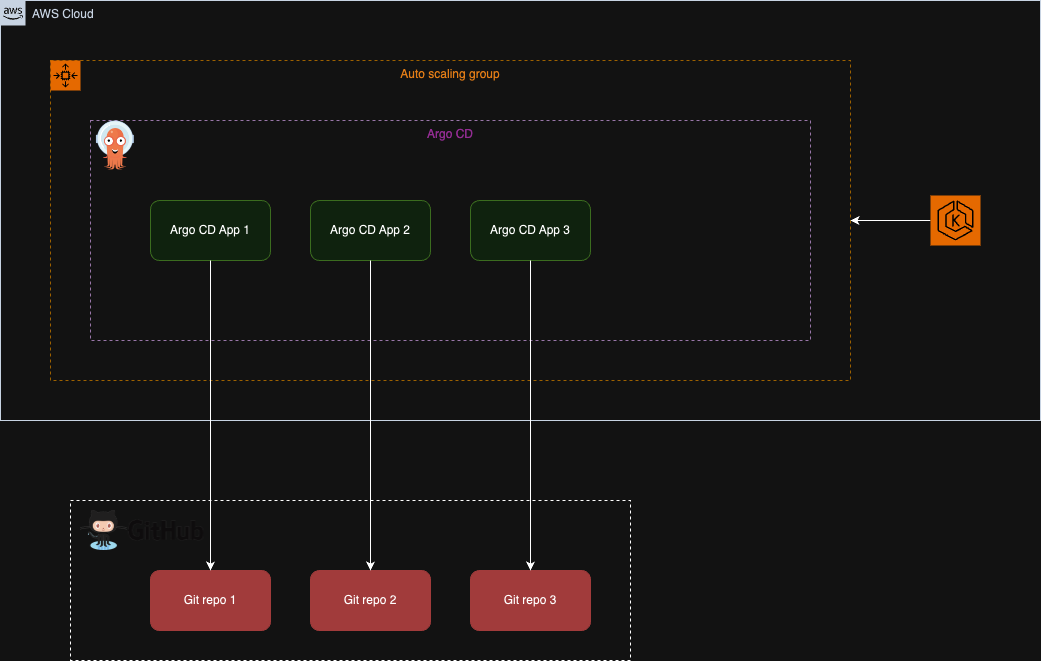 aws
AWS Cloud
Auto scaling group
Argo CD
K
Argo CD App 1
Argo CD App 2
Argo CD App 3
GitHub
Git repo 1
Git repo 2
Git repo 3